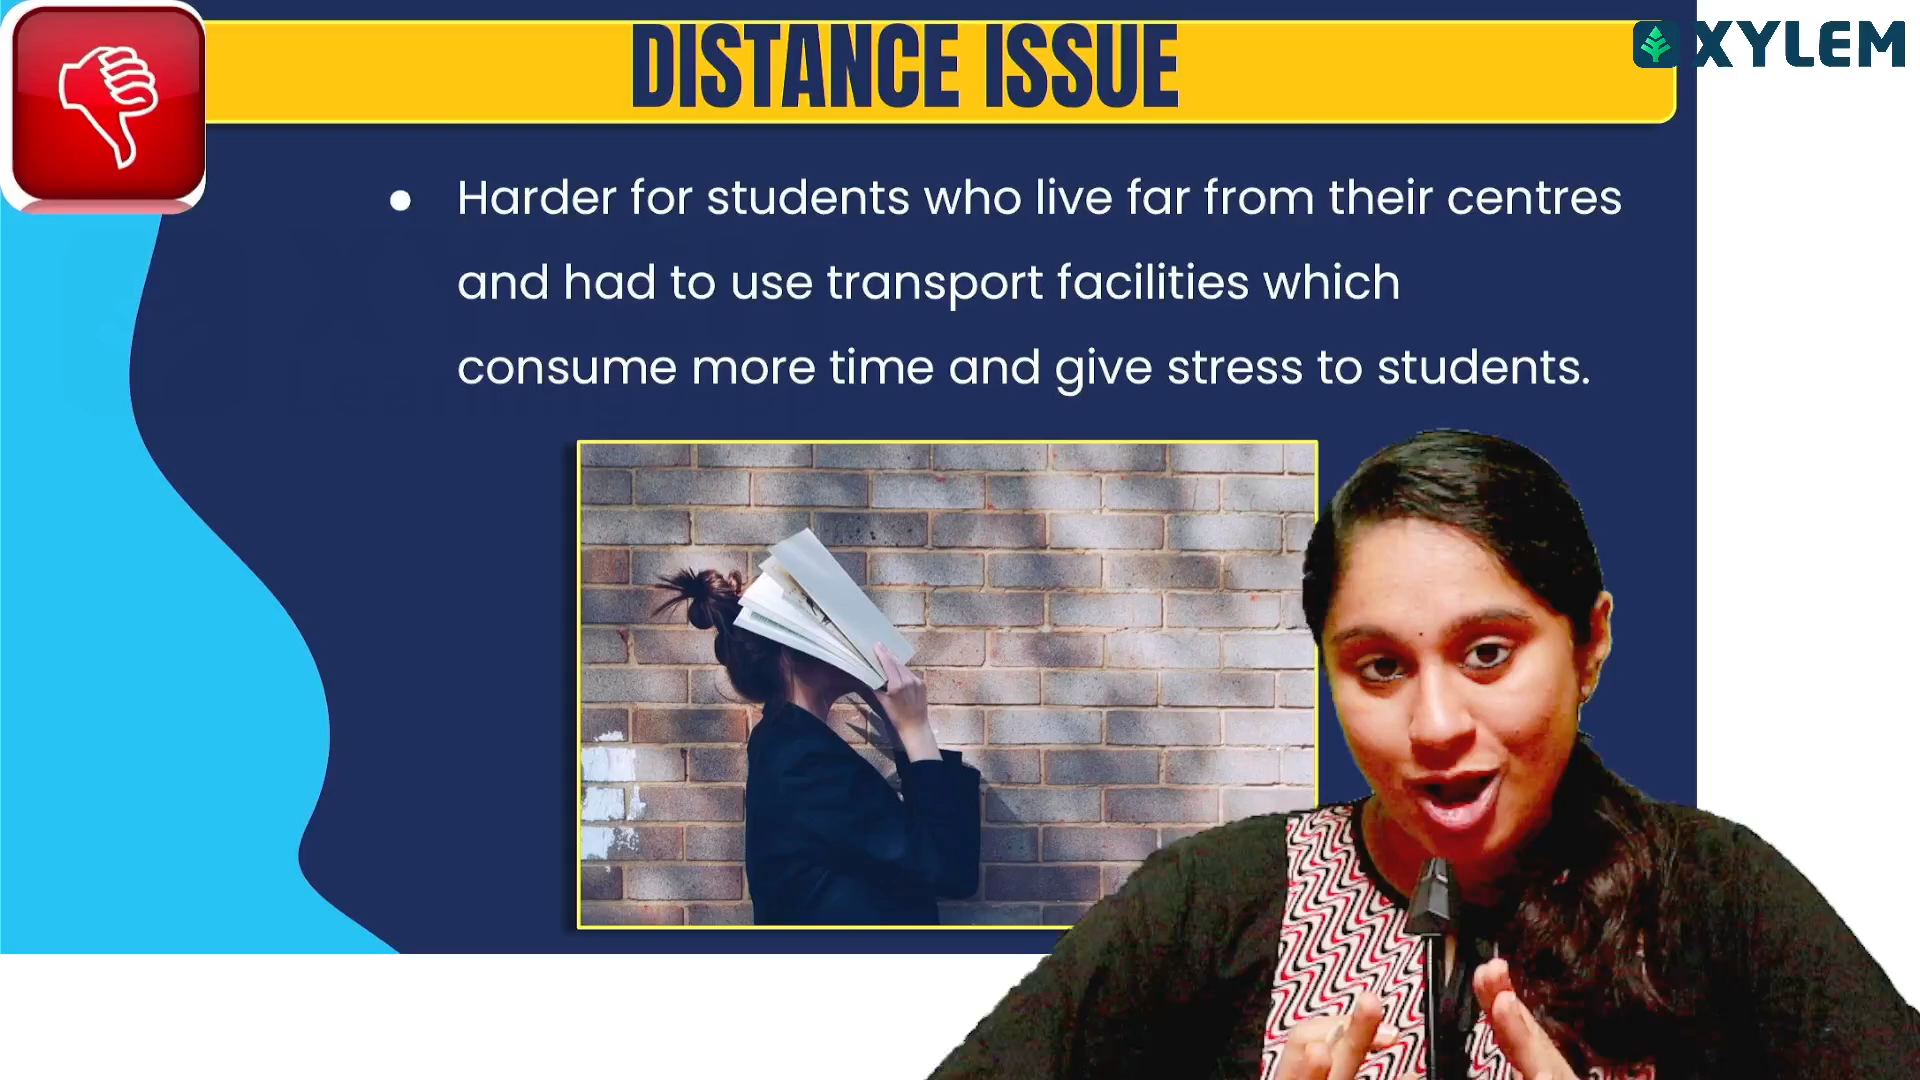 DISTANCE ISSUE
XYLEM
● Harder for students who live far from their centres
and had to use transport facilities which
consume more time and give stress to students.